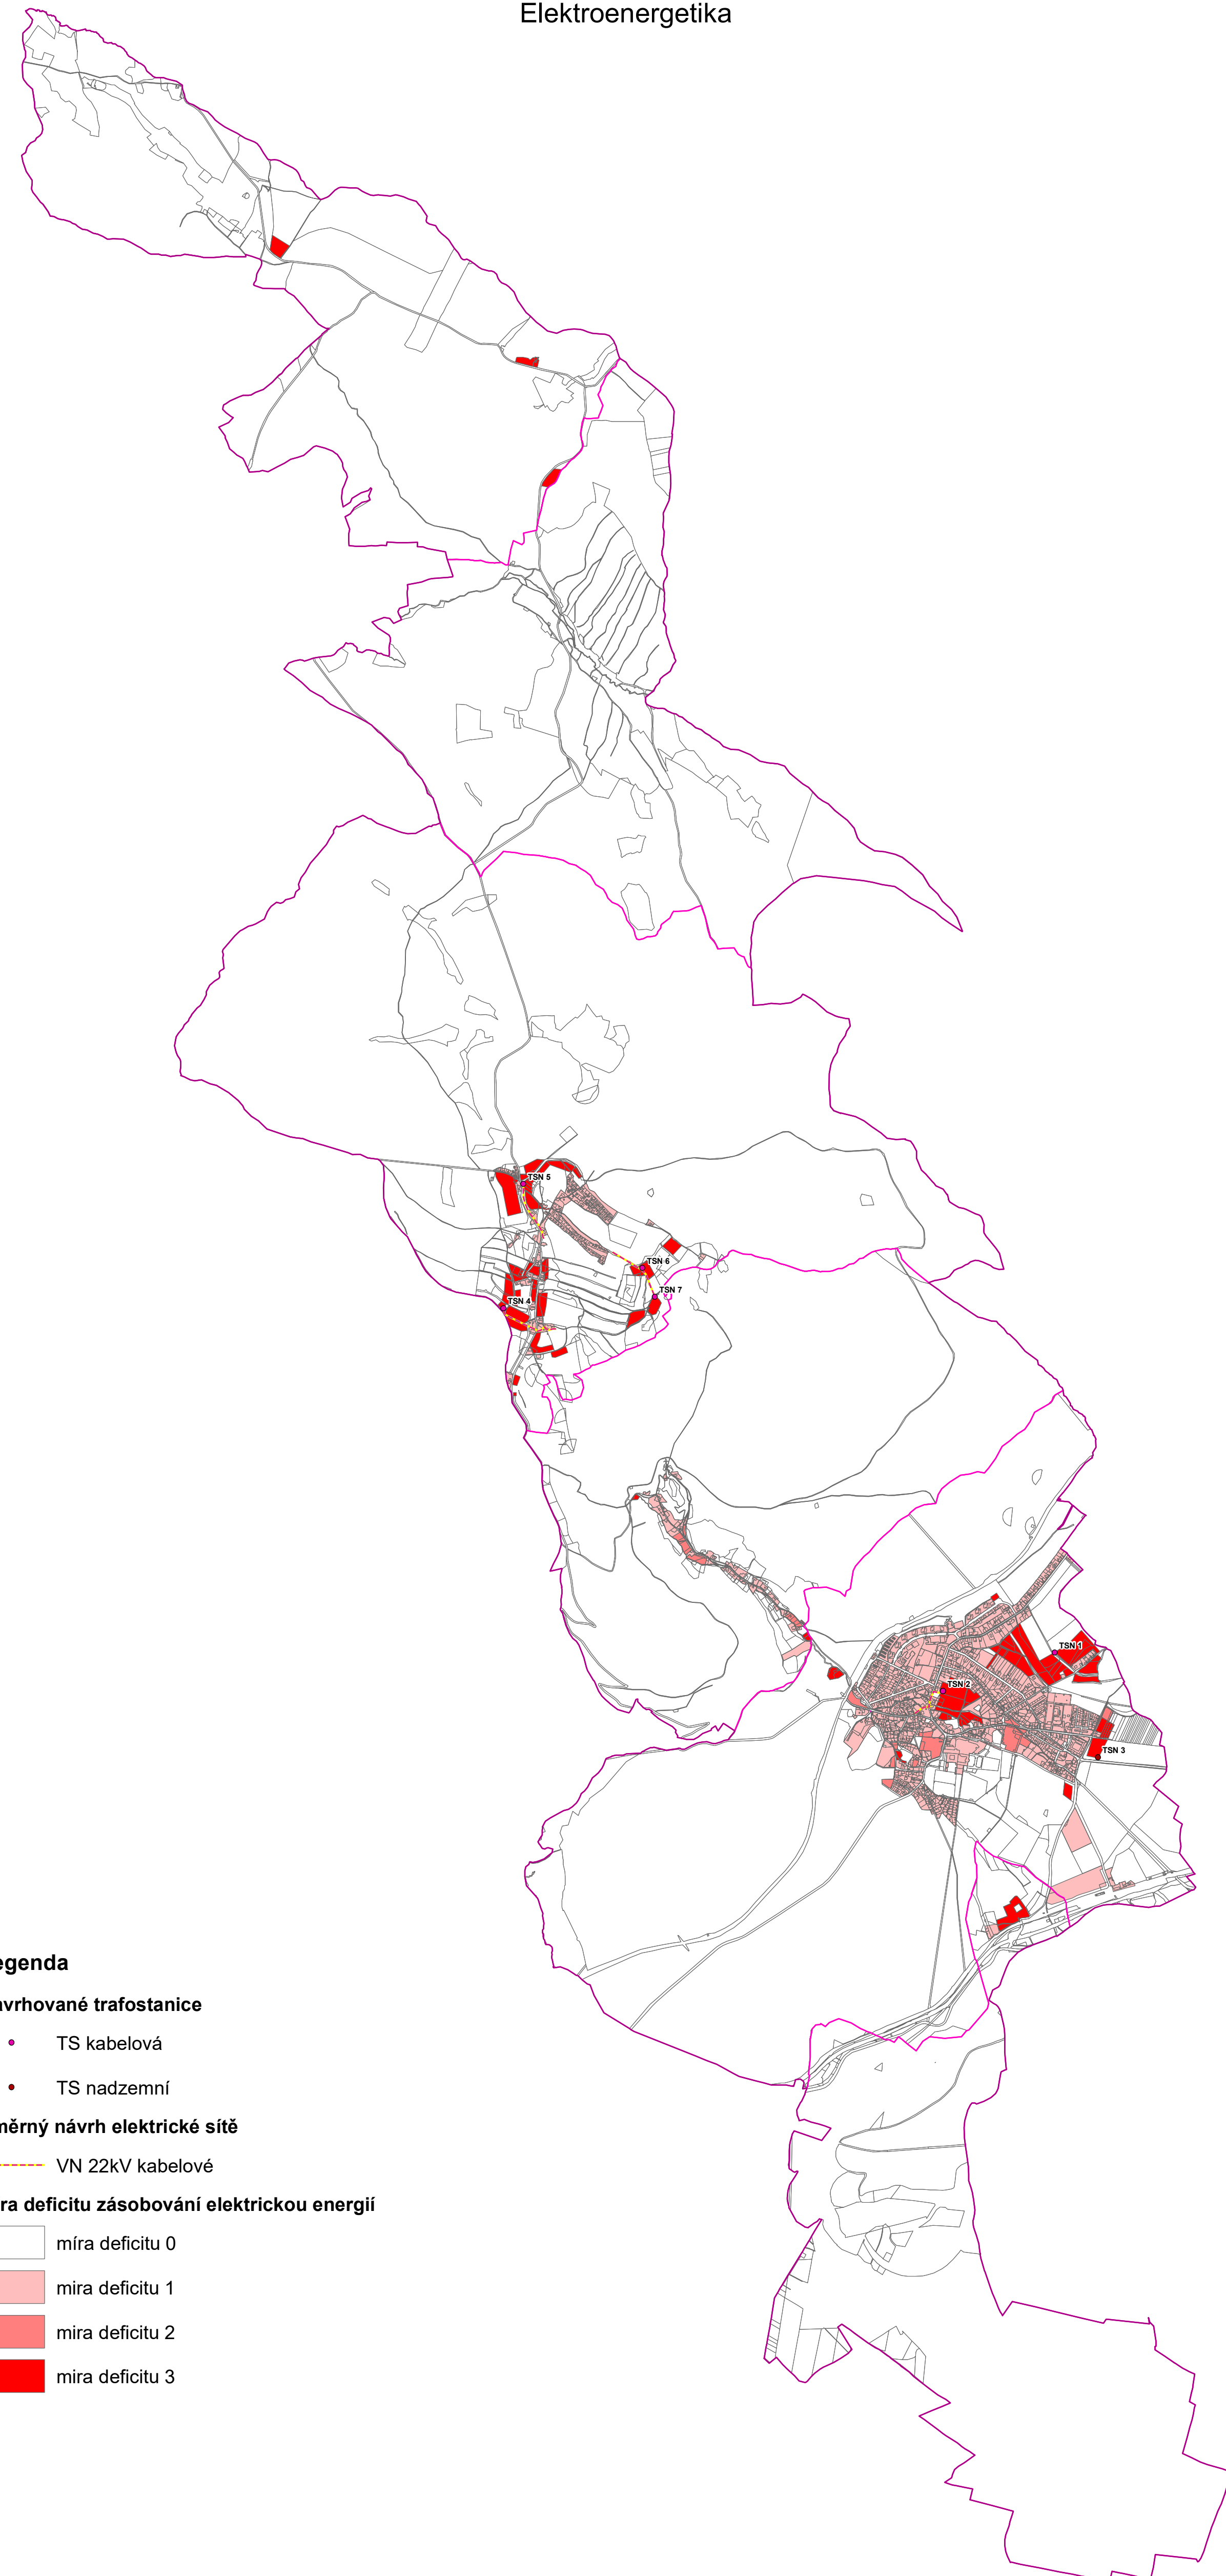 Elektroenergetika
TSN 5
TSN 6
TSN 7
TSN 4
TSN 1
TSN 2
TSN 3
egenda
avrhované trafostanice
TS kabelová
TS nadzemní
měrný návrh elektrické sítě
VN 22kV kabelové
ra deficitu zásobování elektrickou energií
míra deficitu 0
mira deficitu 1
mira deficitu 2
mira deficitu 3